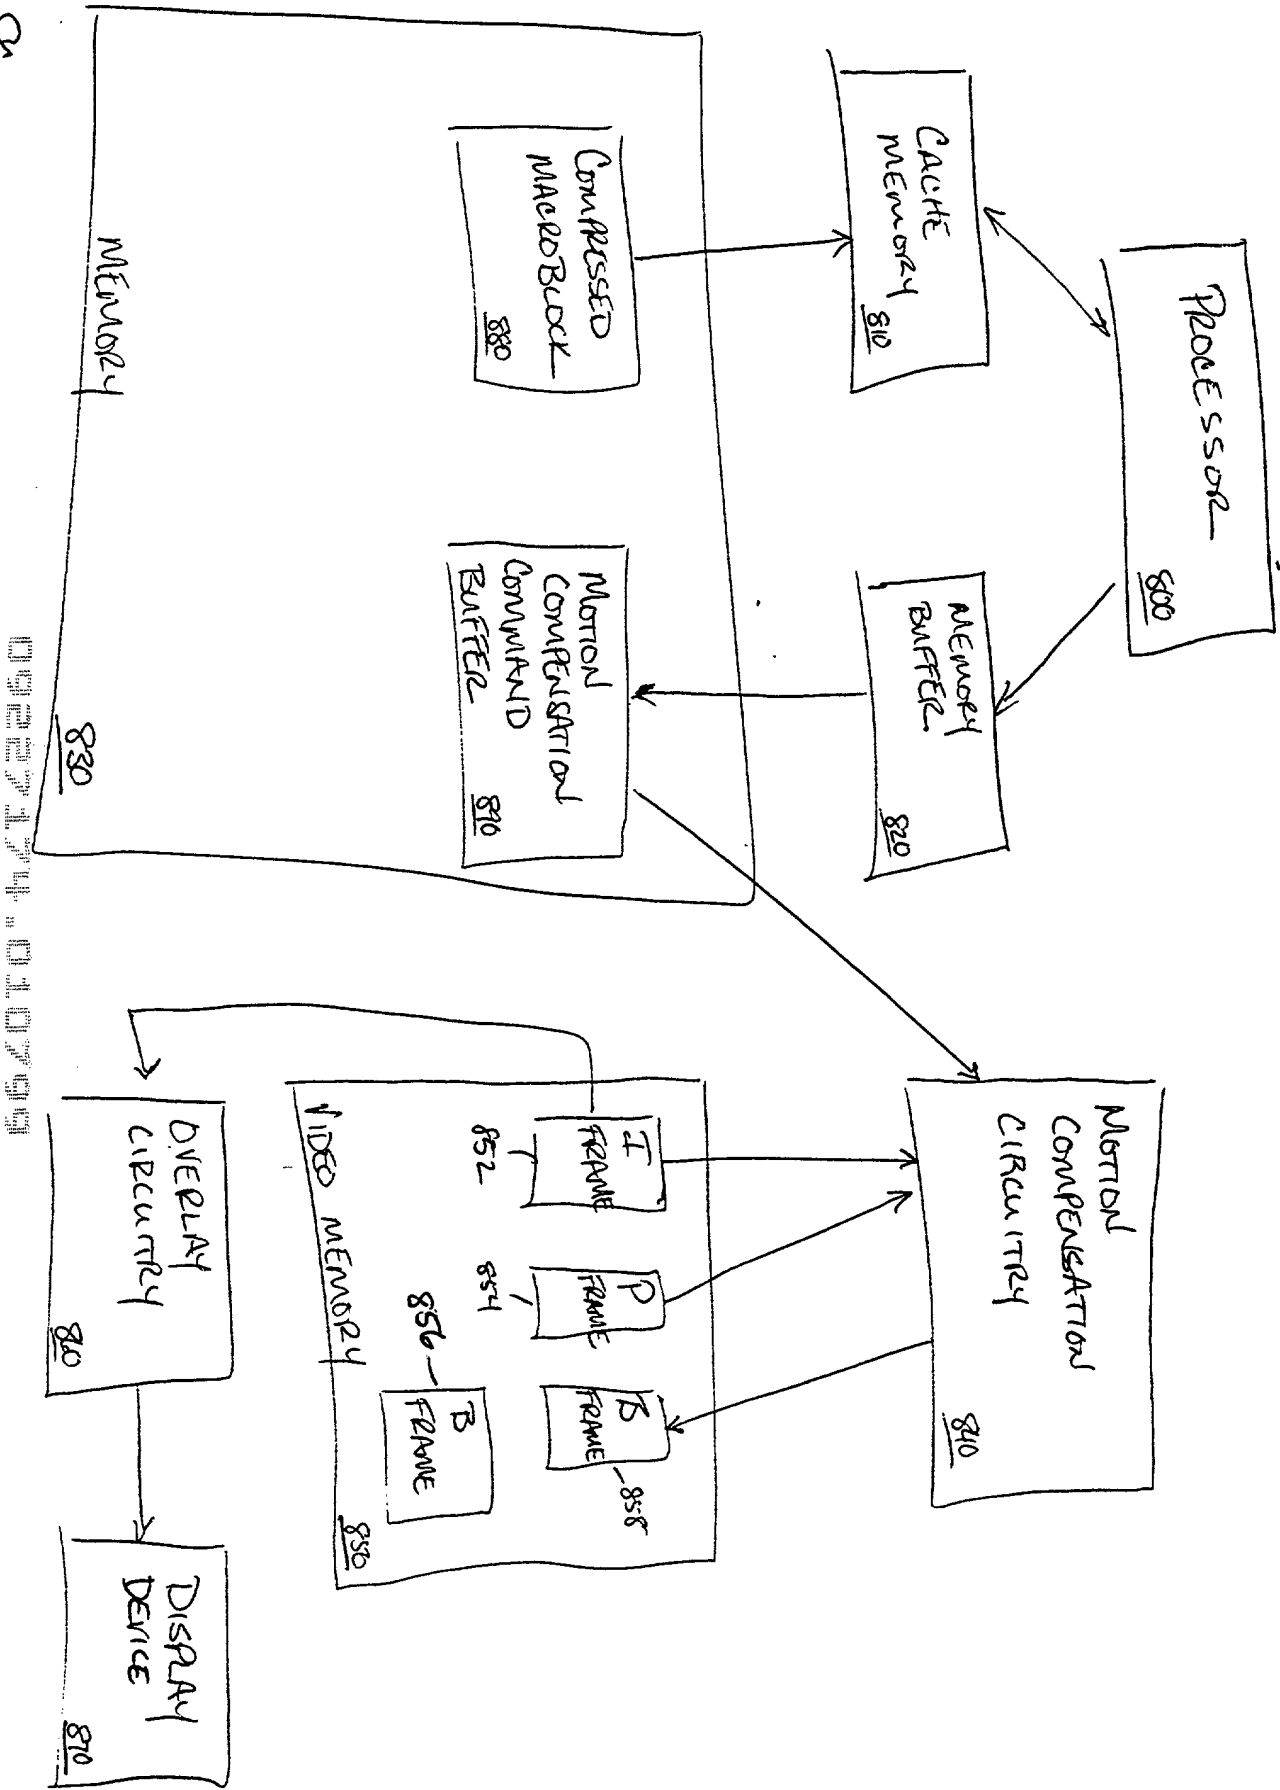 PROCESSOR
800
CACHE
MEMORY
810
MEMORY
BUFFER
820
MOTION
COMPENSATION
CIRCUITRY
840
COMPRESSED
MACROBLOCK
880
MOTION
COMPENSATION
COMMAND
BUFFER
890
MEMORY
830
I
FRAME
852
P
FRAME
854
B
FRAME
858
B
FRAME
856
VIDEO MEMORY
850
OVERLAY
CIRCUITRY
860
DISPLAY
DEVICE
870